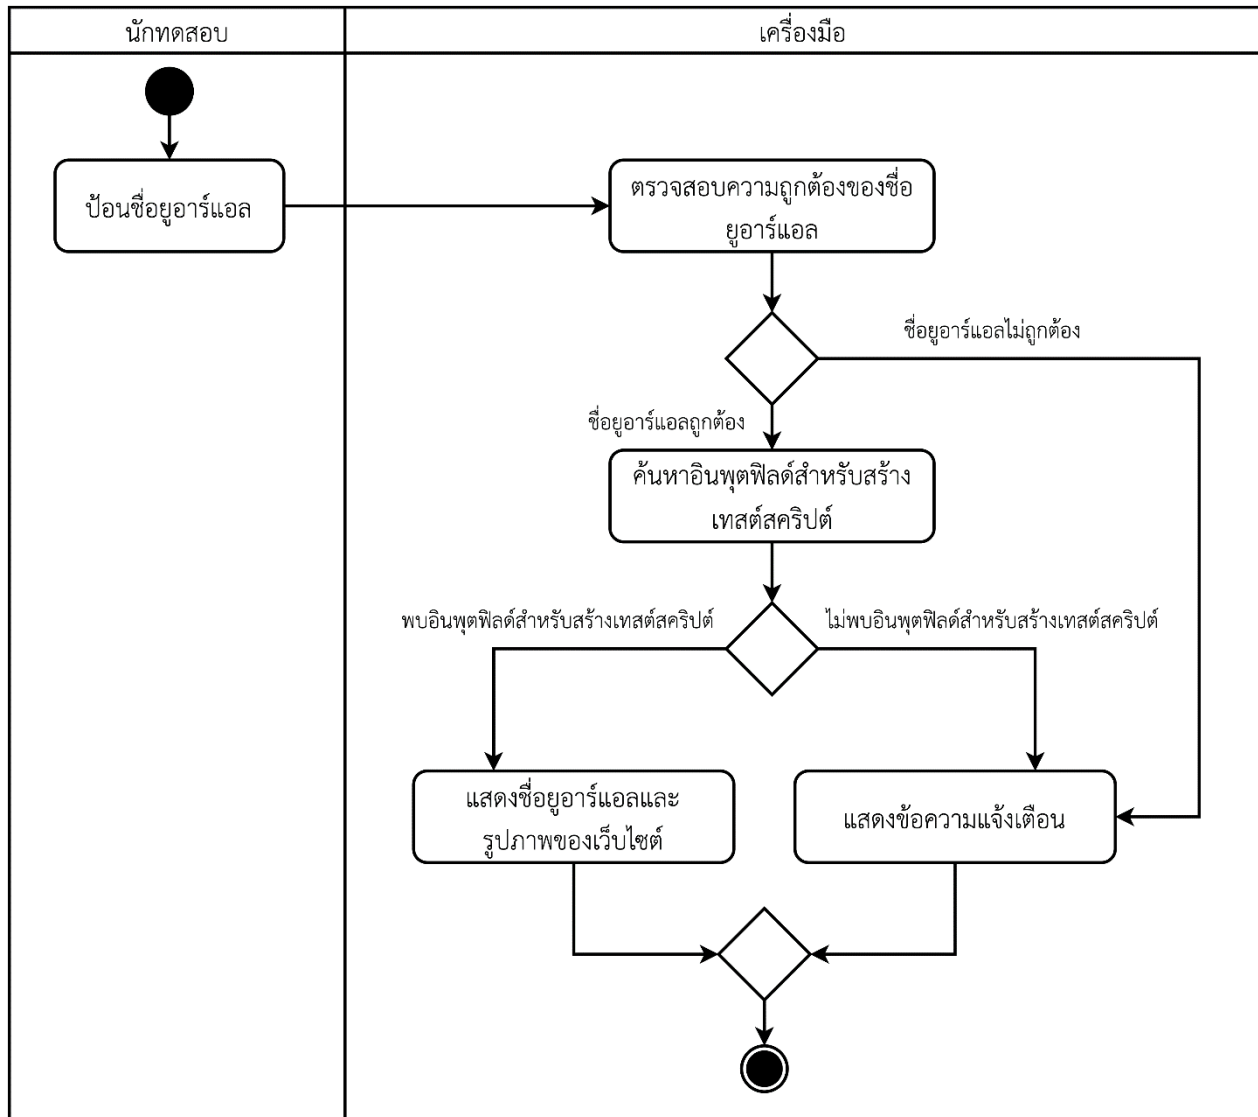 นักทดสอบ
เครื่องมือ
ป้อนชื่อยูอาร์แอล
ตรวจสอบความถูกต้องของชื่อ
ยูอาร์แอล
ชื่อยูอาร์แอลไม่ถูกต้อง
ชื่อยูอาร์แอลถูกต้อง
ค้นหาอินพุตฟิลด์สำหรับสร้าง
เทสต์สคริปต์
พบอินพุตฟิลด์สำหรับสร้างเทสต์สคริปต์
ไม่พบอินพุตฟิลด์สำหรับสร้างเทสต์สคริปต์
แสดงชื่อยูอาร์แอลและ
รูปภาพของเว็บไซต์
แสดงข้อความแจ้งเตือน